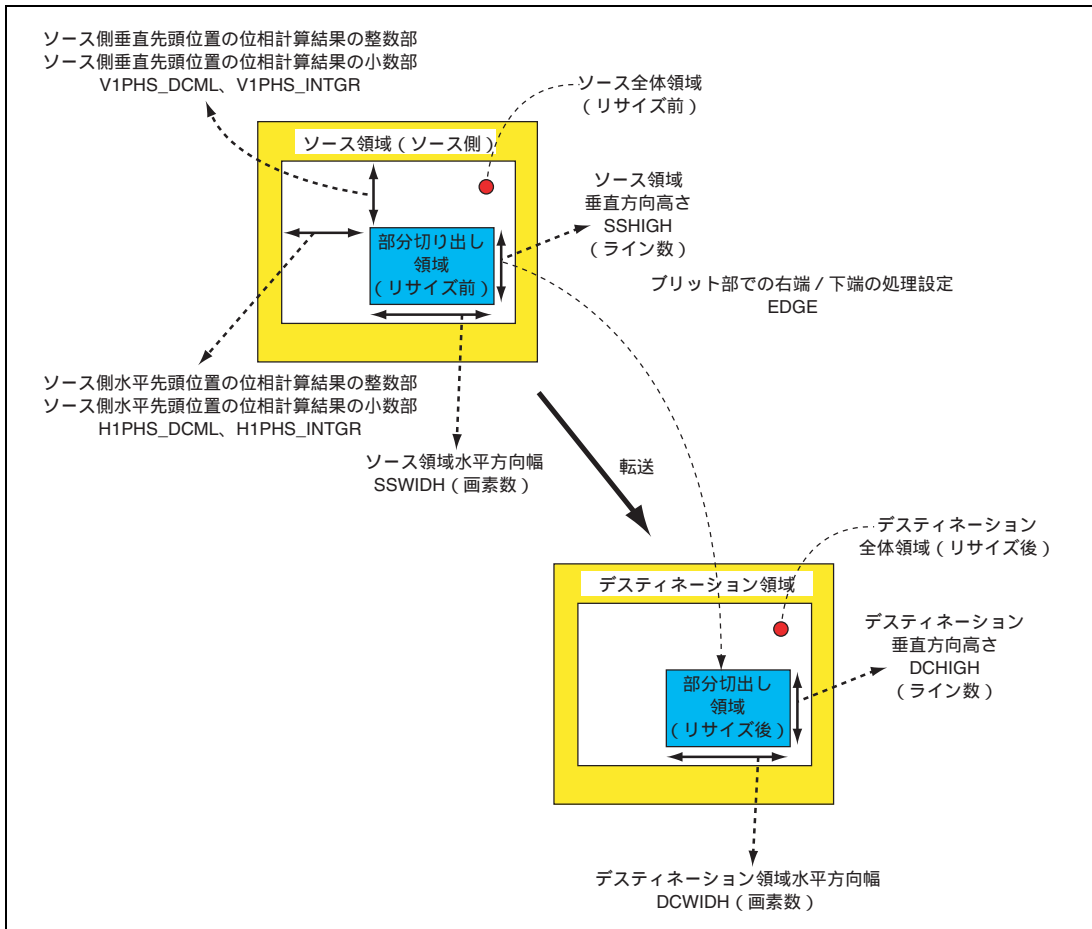 ソース側垂直先頭位置の位相計算結果の整数部
ソース側垂直先頭位置の位相計算結果の小数部
V1PHS_DCML、V1PHS_INTGR
ソース全体領域
(リサイズ前)
ソース領域(ソース側)
ソース領域
垂直方向高さ
SSHIGH
(ライン数)
部分切り出し
領域
(リサイズ前)
ブリット部での右端/下端の処理設定
EDGE
ソース側水平先頭位置の位相計算結果の整数部
ソース側水平先頭位置の位相計算結果の小数部
H1PHS_DCML、H1PHS_INTGR
ソース領域水平方向幅
SSWIDH(画素数)
転送
デスティネーション
全体領域(リサイズ後)
デスティネーション領域
デスティネーション
垂直方向高さ
DCHIGH
(ライン数)
部分切出し
領域
(リサイズ後)
デスティネーション領域水平方向幅
DCWIDH(画素数)